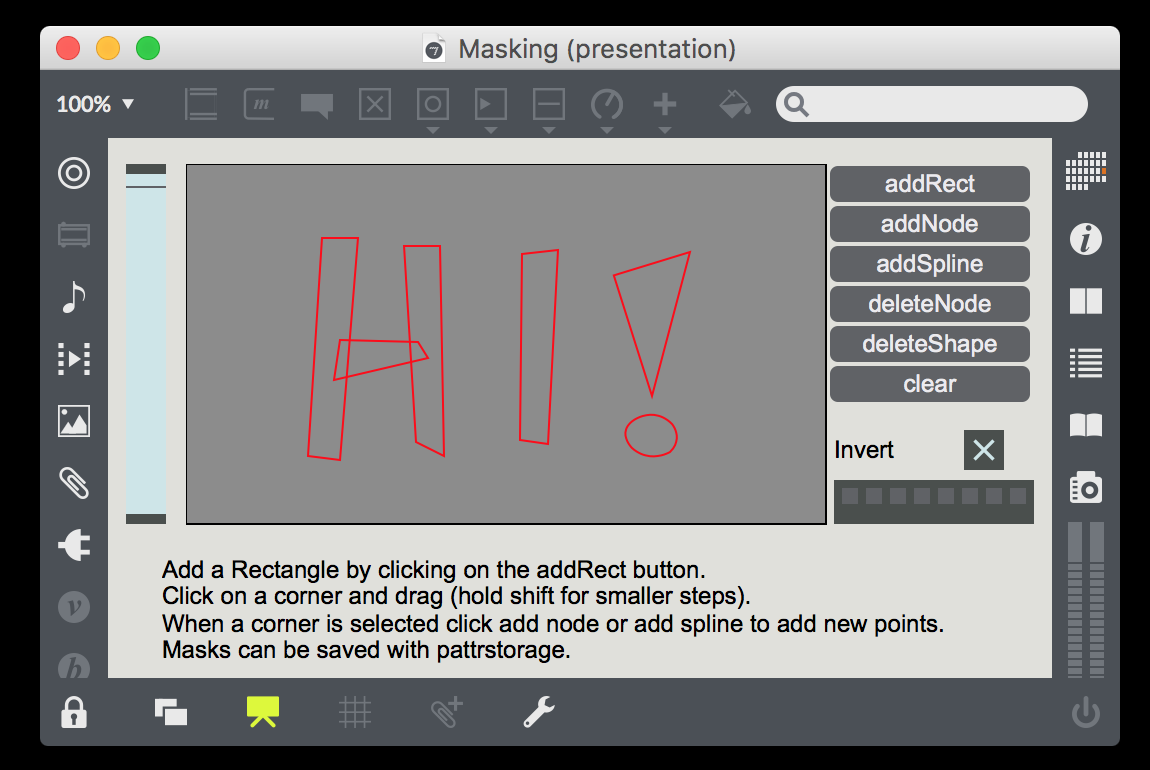 Masking (presentation)
100%
m
addRect
addNode
addSpline
deleteNode
deleteShape
clear
HI!
Invert
i
v
b
Add a Rectangle by clicking on the addRect button.
Click on a corner and drag (hold shift for smaller steps).
When a corner is selected click add node or add spline to add new points.
Masks can be saved with pattrstorage.